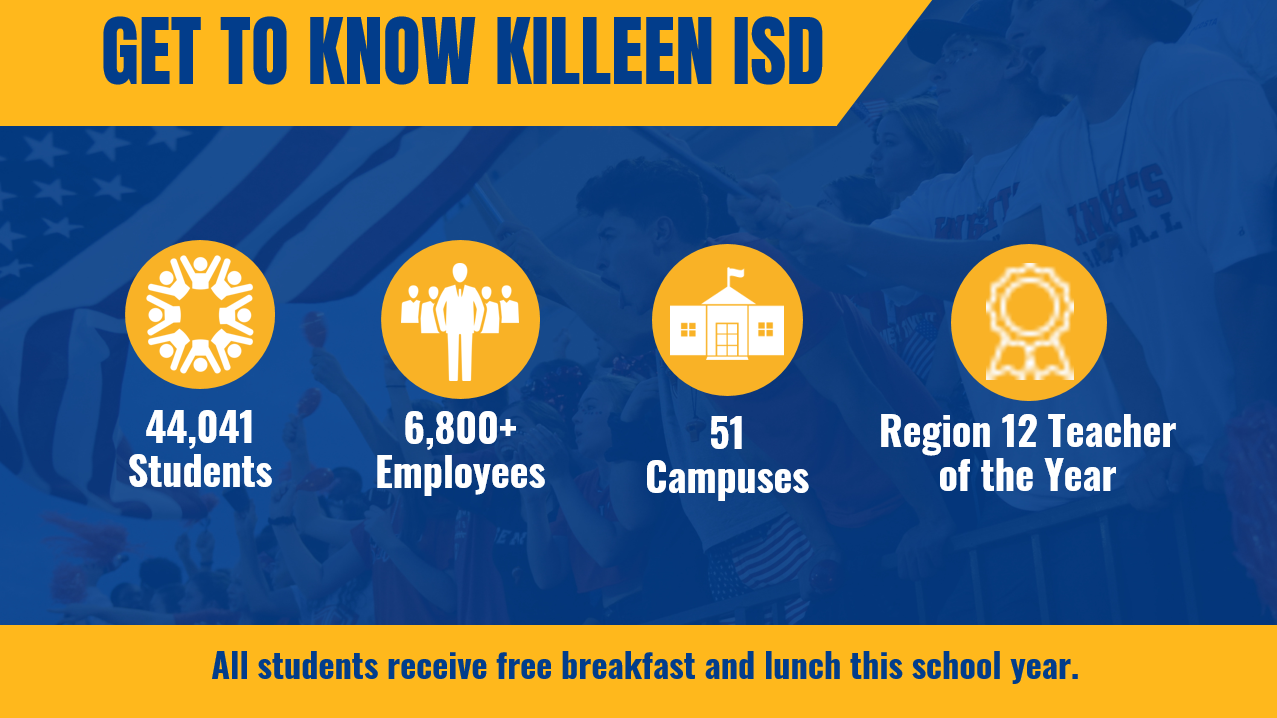 GET TO KNOW KILLEEN ISD
44,041
Students
6,800+
Employees
51
Campuses
Region 12 Teacher
of the Year
All students receive free breakfast and lunch this school year.